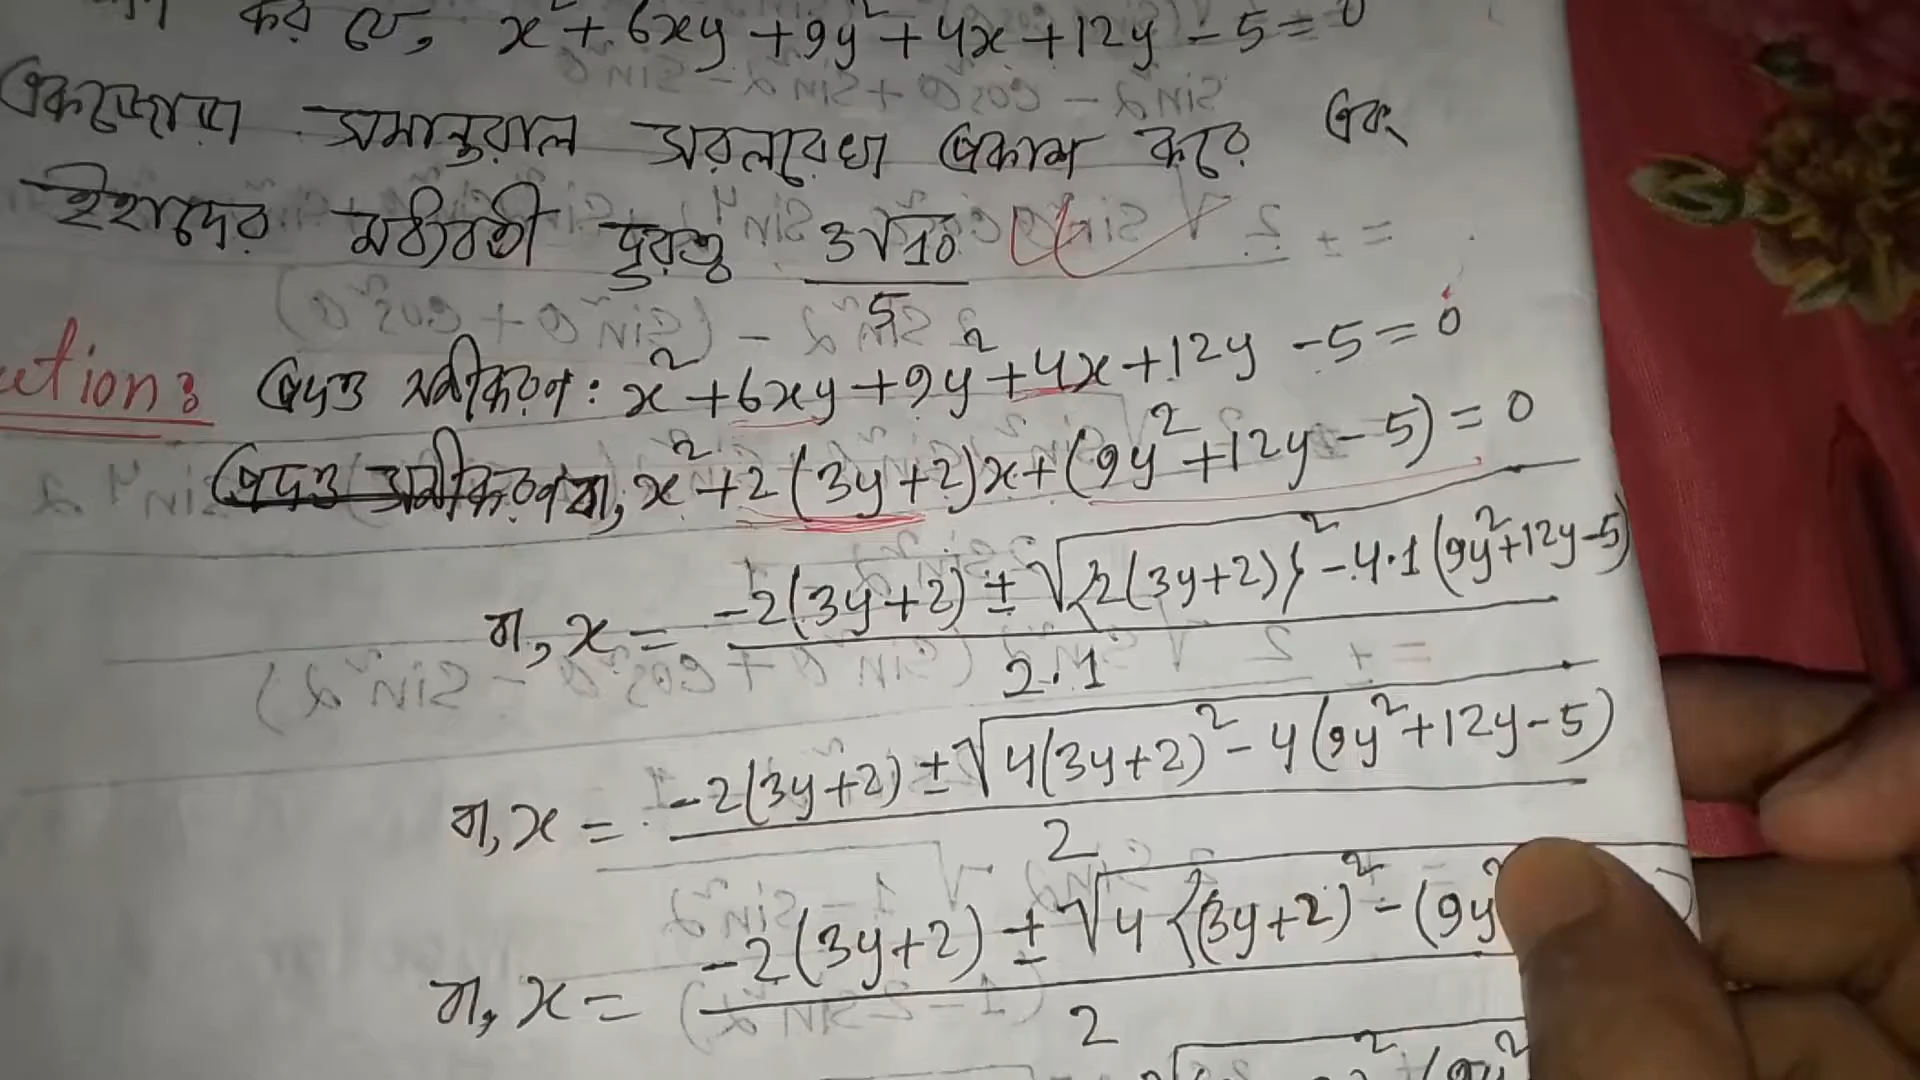 কর যে, x²+6xy+9y²+4x+12y-5=0
একজোড়া সমান্তরাল সরলরেখা প্রকাশ করে এবং
ইহাদের মধ্যবর্তী দুরত্ব 3√10/5
ution: প্রদত্ত সমীকরণ: x²+6xy+9y²+4x+12y-5=0
বা, x²+2(3y+2)x+(9y²+12y-5)=0
বা, x = (-2(3y+2) ± √{2(3y+2)}²-4·1(9y²+12y-5))/2.1
বা, x = (-2(3y+2) ± √4(3y+2)²-4(9y²+12y-5))/2
বা, x = (-2(3y+2) ± √4{(3y+2)²-(9y²)/2